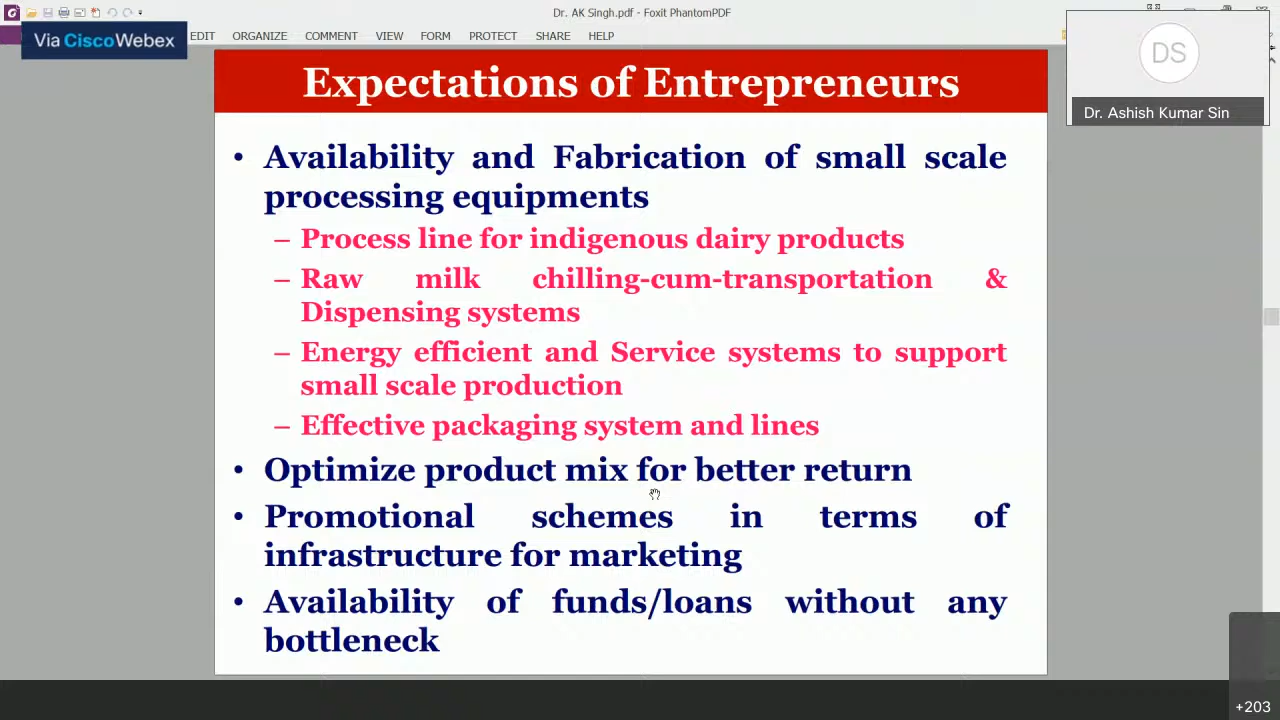 Dr. AK Singh.pdf - Foxit PhantomPDF
Via Cisco Webex
EDIT ORGANIZE COMMENT VIEW FORM PROTECT SHARE HELP
DS
Dr. Ashish Kumar Sin
Expectations of Entrepreneurs
• Availability and Fabrication of small scale
processing equipments
– Process line for indigenous dairy products
– Raw milk chilling-cum-transportation &
Dispensing systems
– Energy efficient and Service systems to support
small scale production
– Effective packaging system and lines
• Optimize product mix for better return
• Promotional schemes in terms of
infrastructure for marketing
• Availability of funds/loans without any
bottleneck
+203